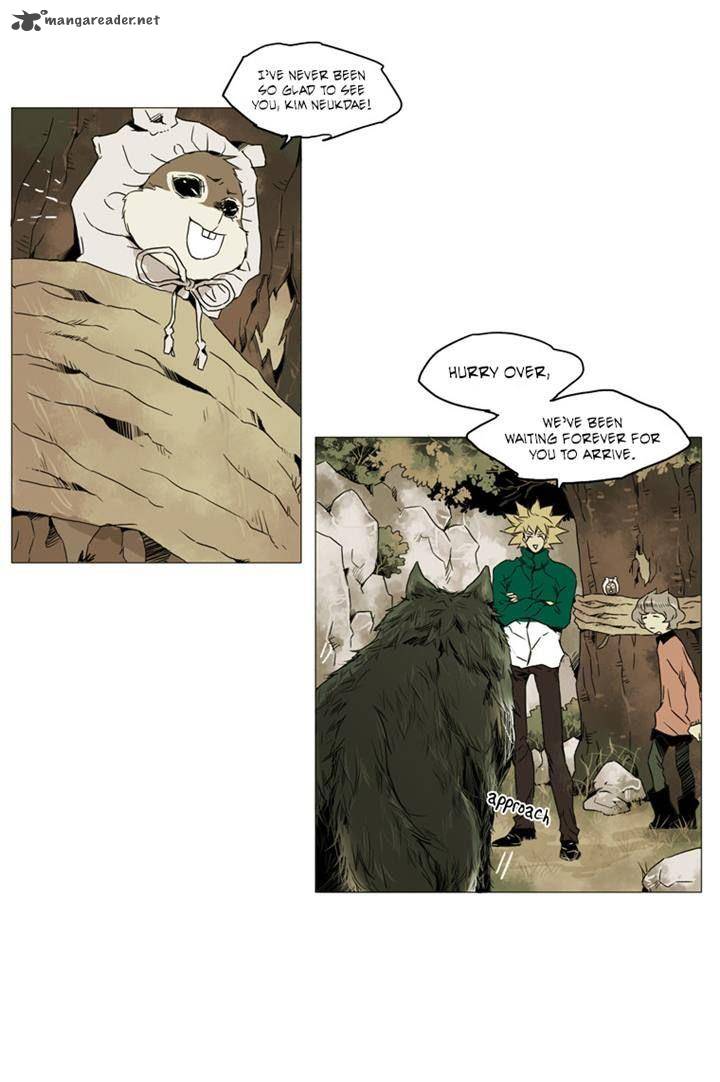 mangareader.net
I'VE NEVER BEEN
SO GLAD TO SEE
YOU, KIM NEUKDAE!
HURRY OVER,
WE'VE BEEN
WAITING FOREVER FOR
YOU TO ARRIVE.
approach